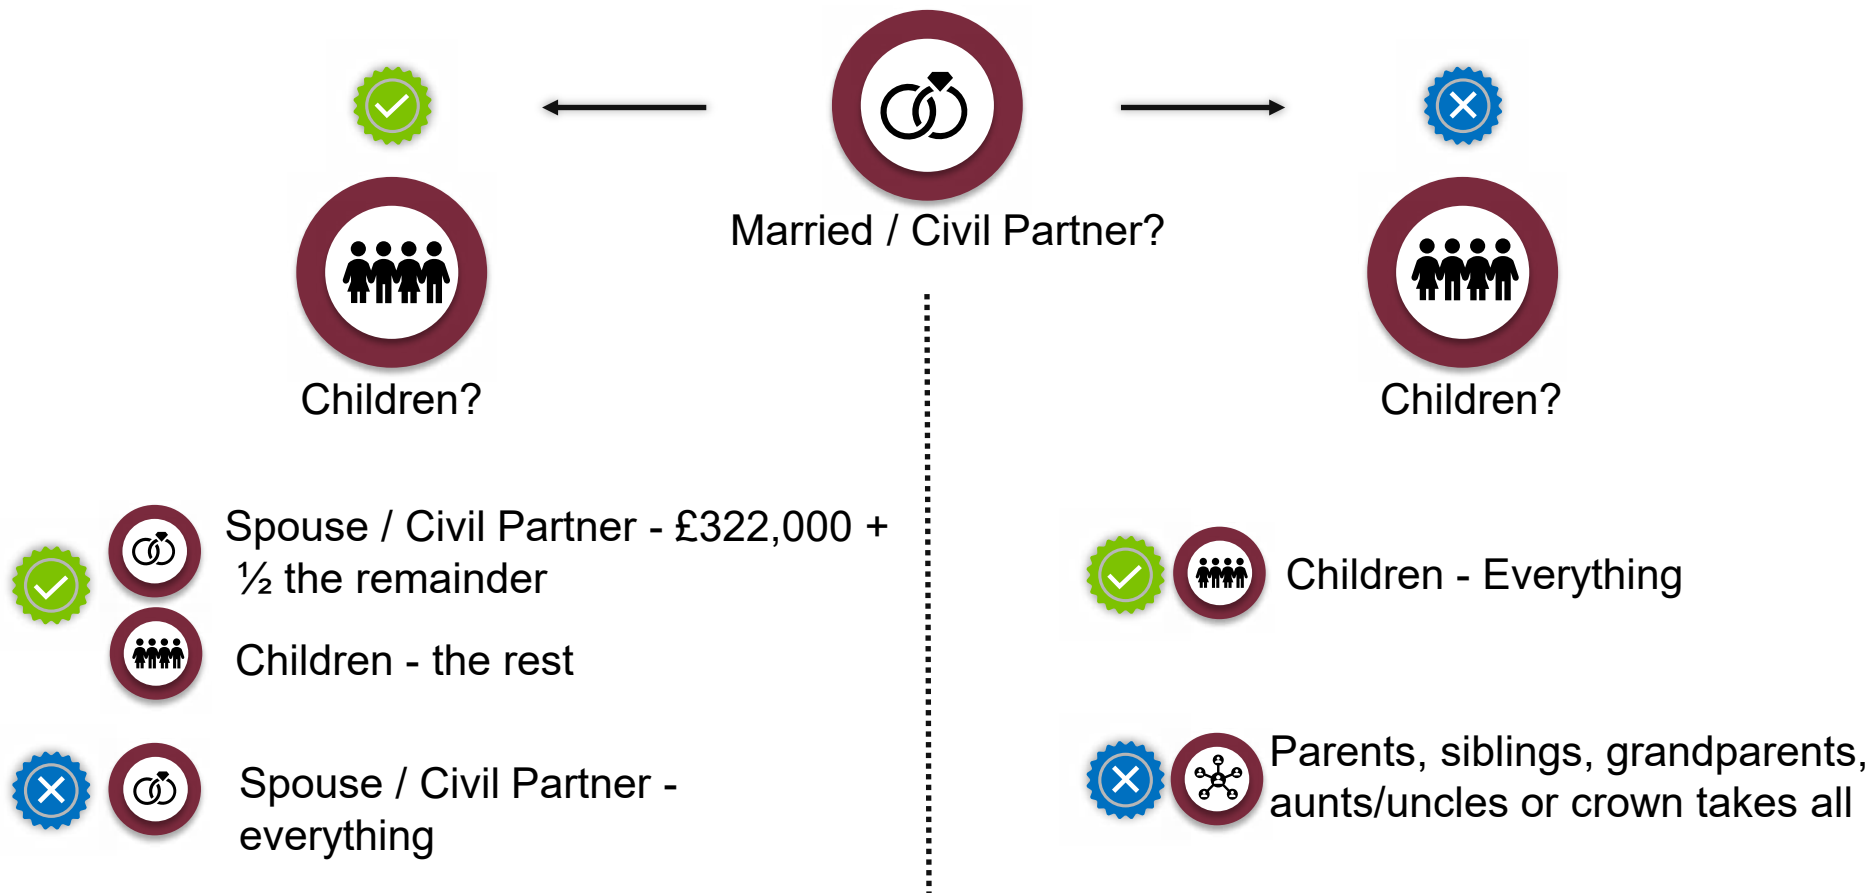 Married / Civil Partner?
Children?
Children?
Spouse / Civil Partner - £322,000 +
½ the remainder
Children - the rest
Spouse / Civil Partner -
everything
Children - Everything
Parents, siblings, grandparents,
aunts/uncles or crown takes all